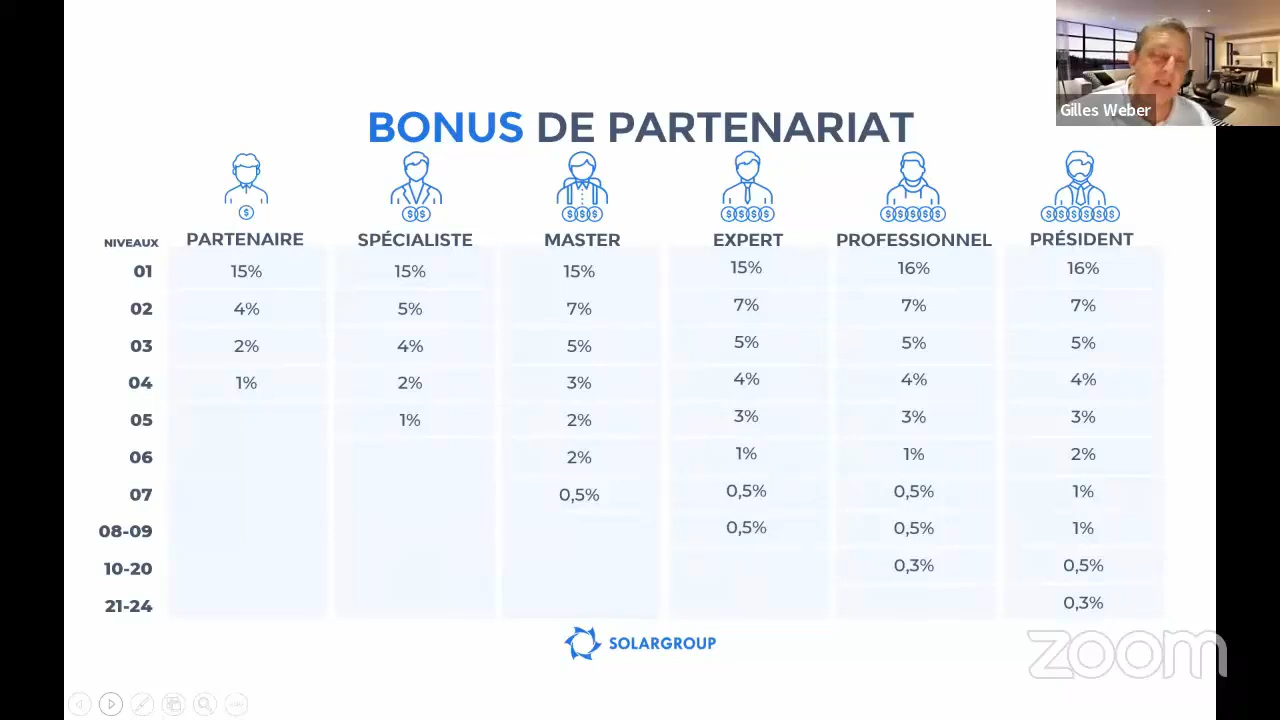 Gilles Weber
BONUS DE PARTENARIAT
NIVEAUX PARTENAIRE SPÉCIALISTE MASTER EXPERT PROFESSIONNEL PRÉSIDENT
01 15% 15% 15% 15% 16% 16%
02 4% 5% 7% 7% 7% 7%
03 2% 4% 5% 5% 5% 5%
04 1% 2% 3% 4% 4% 4%
05 1% 2% 3% 3% 3%
06 2% 1% 1% 2%
07 0,5% 0,5% 0,5% 1%
08-09 0,5% 0,5% 1%
10-20 0,3% 0,5%
21-24 0,3%
SOLARGROUP
zoom